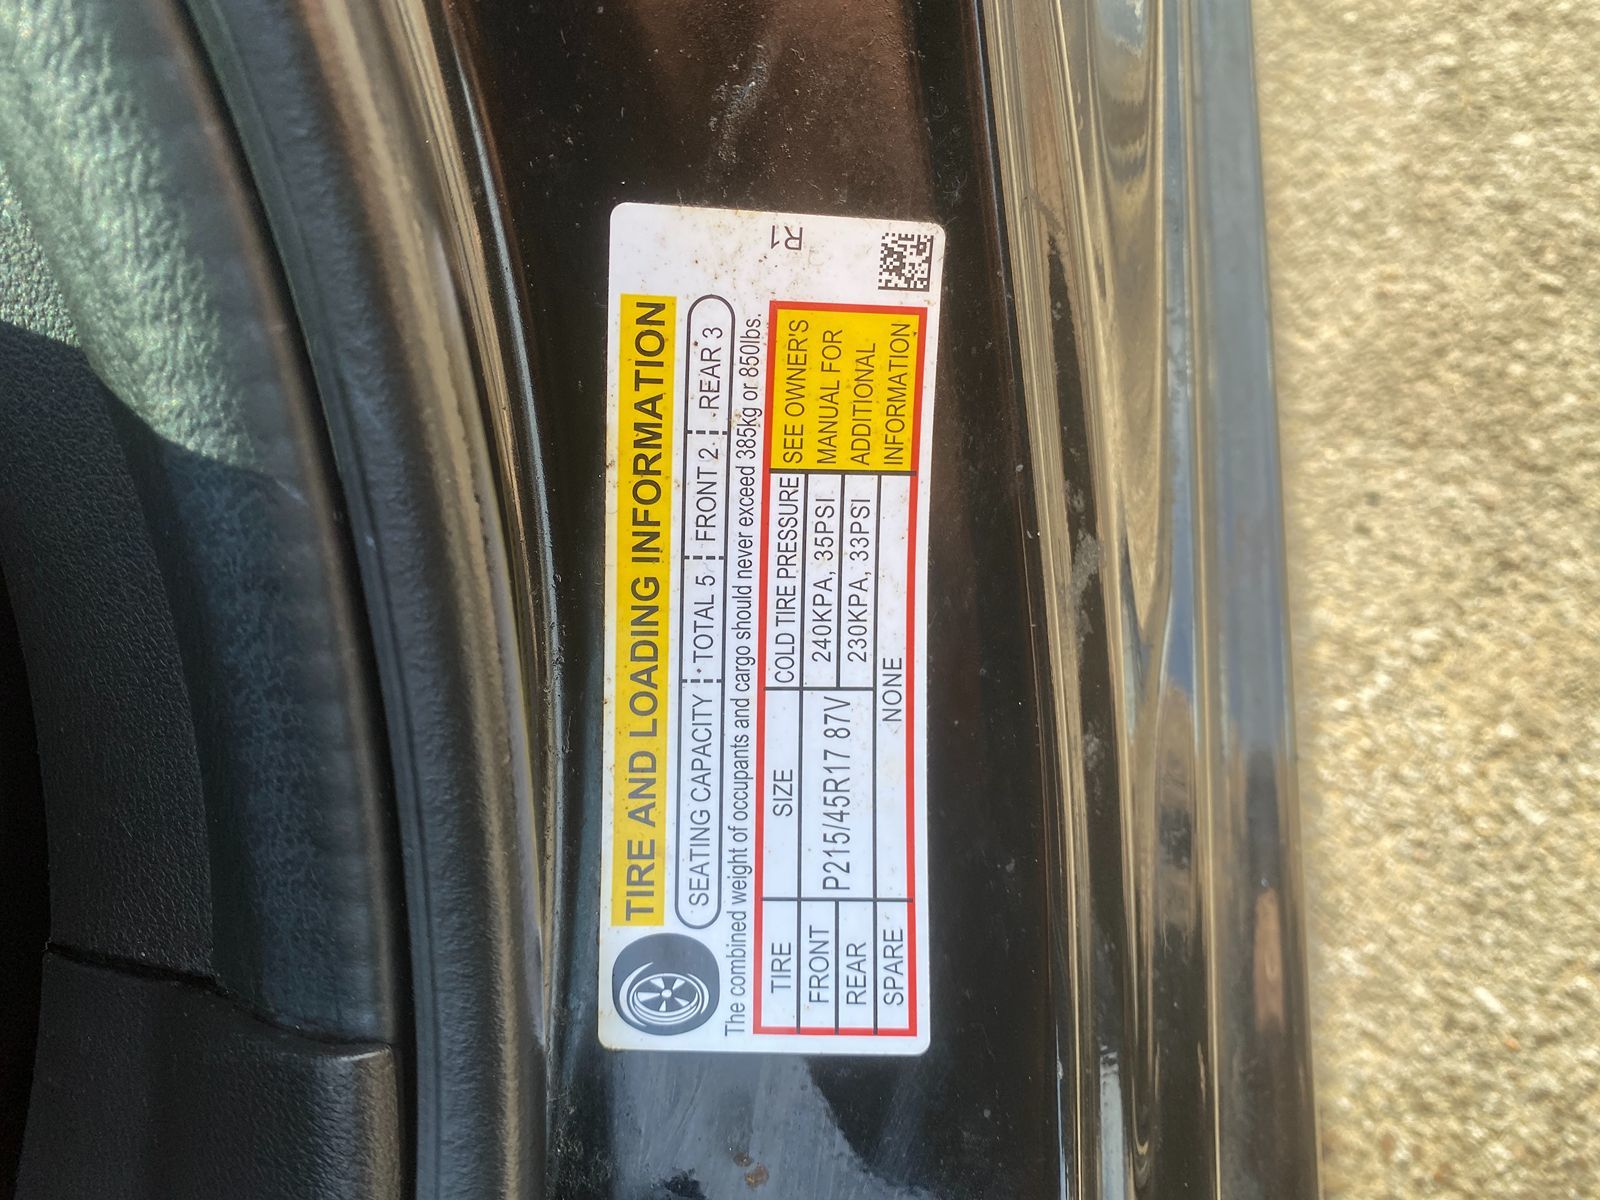 TIRE AND LOADING INFORMATION
SEATING CAPACITY TOTAL 5 FRONT 2 REAR 3
The combined weight of occupants and cargo should never exceed 385kg or 850lbs.
TIRE SIZE COLD TIRE PRESSURE
FRONT P215/45R17 87V 240KPA, 35PSI
REAR 230KPA, 33PSI
SPARE NONE
SEE OWNER'S
MANUAL FOR
ADDITIONAL
INFORMATION
R1